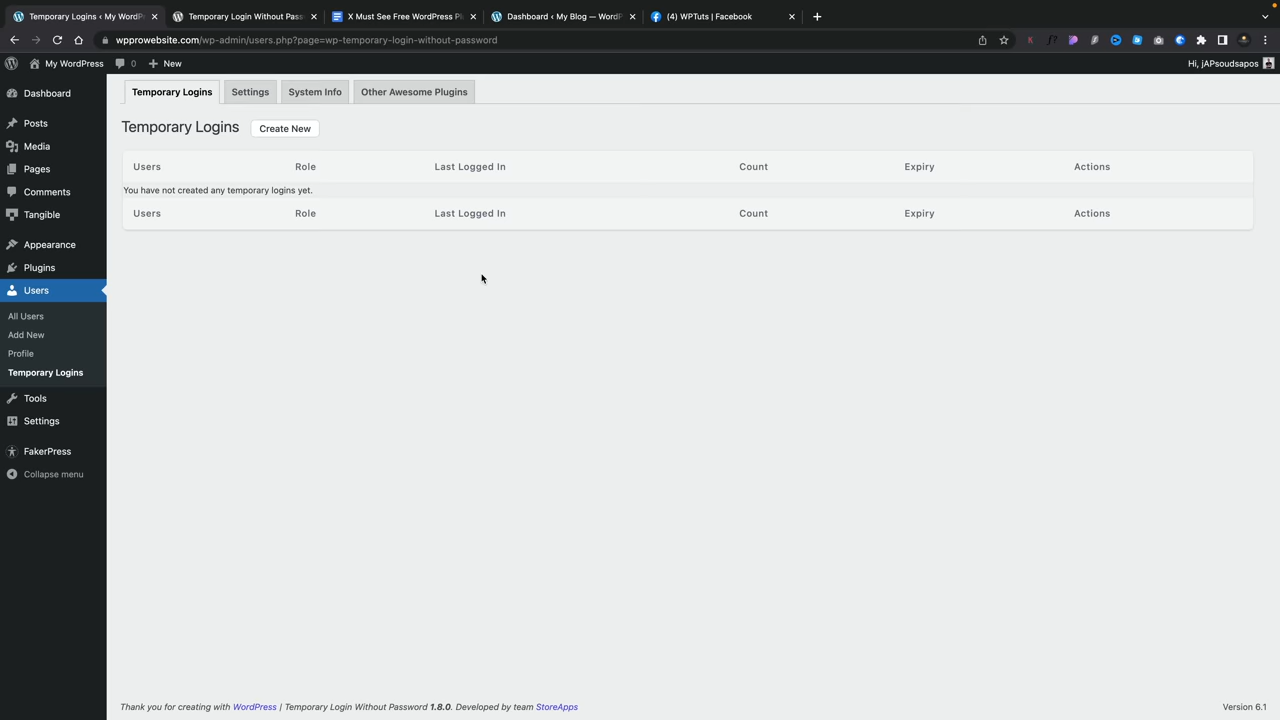 Temporary Logins < My WordP
Temporary Login Without Pass
X Must See Free WordPress Pl
Dashboard < My Blog — WordP
(4) WPTuts | Facebook
wpprowebsite.com/wp-admin/users.php?page=wp-temporary-login-without-password
My WordPress
0
New
Hi, jAPsoudsapos
Dashboard
Posts
Media
Pages
Comments
Tangible
Appearance
Plugins
Users
All Users
Add New
Profile
Temporary Logins
Tools
Settings
FakerPress
Collapse menu
Temporary Logins Settings System Info Other Awesome Plugins
Temporary Logins Create New
Users Role Last Logged In Count Expiry Actions
You have not created any temporary logins yet.
Users Role Last Logged In Count Expiry Actions
Thank you for creating with WordPress | Temporary Login Without Password 1.8.0. Developed by team StoreApps
Version 6.1